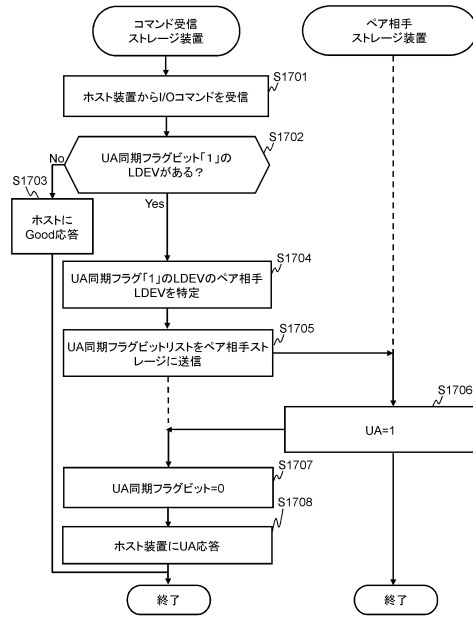 コマンド受信
ストレージ装置
ペア相手
ストレージ装置
S1701
ホスト装置からI/Oコマンドを受信
S1702
UA同期フラグビット「1」の
LDEVがある？
No
Yes
S1703
ホストに
Good応答
S1704
UA同期フラグ「1」のLDEVのペア相手
LDEVを特定
S1705
UA同期フラグビットリストをペア相手スト
レージに送信
S1706
UA=1
S1707
UA同期フラグビット=0
S1708
ホスト装置にUA応答
終了
終了